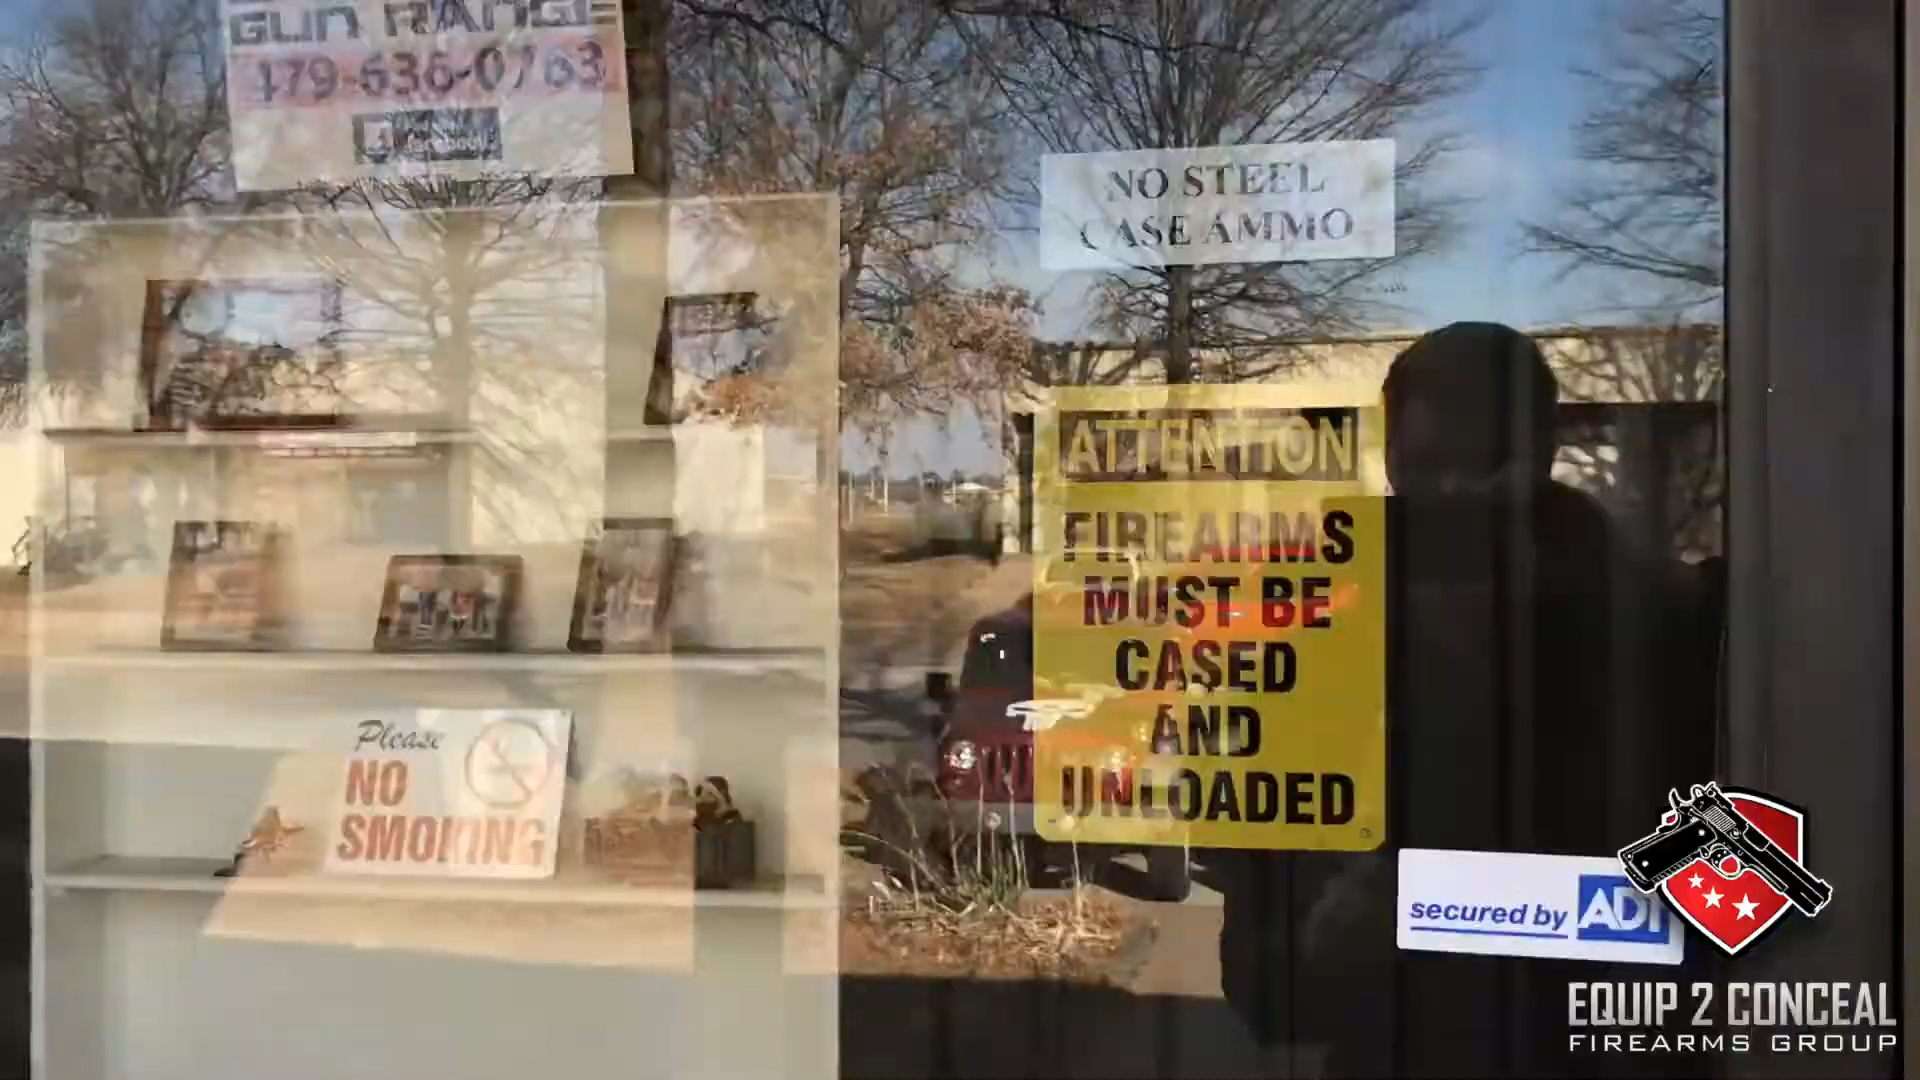 GUN RANGE
479-636-0763
facebook
NO STEEL
CASE AMMO
ATTENTION
FIREARMS
MUST BE
CASED
AND
UNLOADED
Please
NO
SMOKING
secured by ADT
EQUIP 2 CONCEAL
FIREARMS GROUP